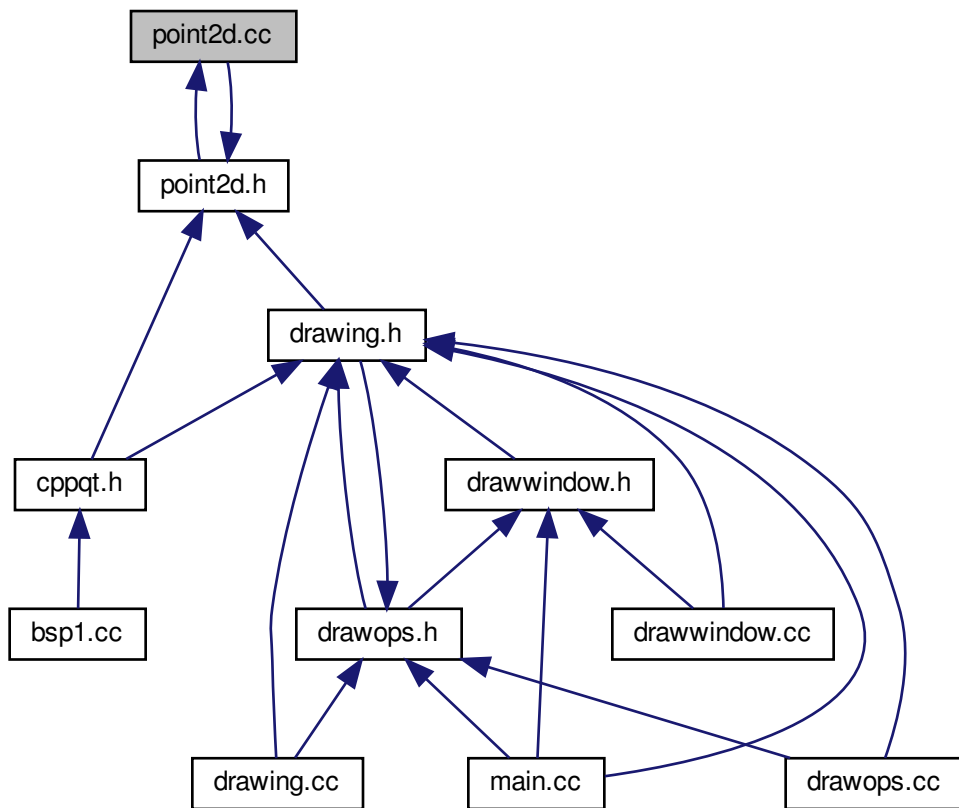 point2d.cc
point2d.h
drawing.h
cppqt.h
drawwindow.h
bsp1.cc
drawops.h
drawwindow.cc
drawing.cc
main.cc
drawops.cc